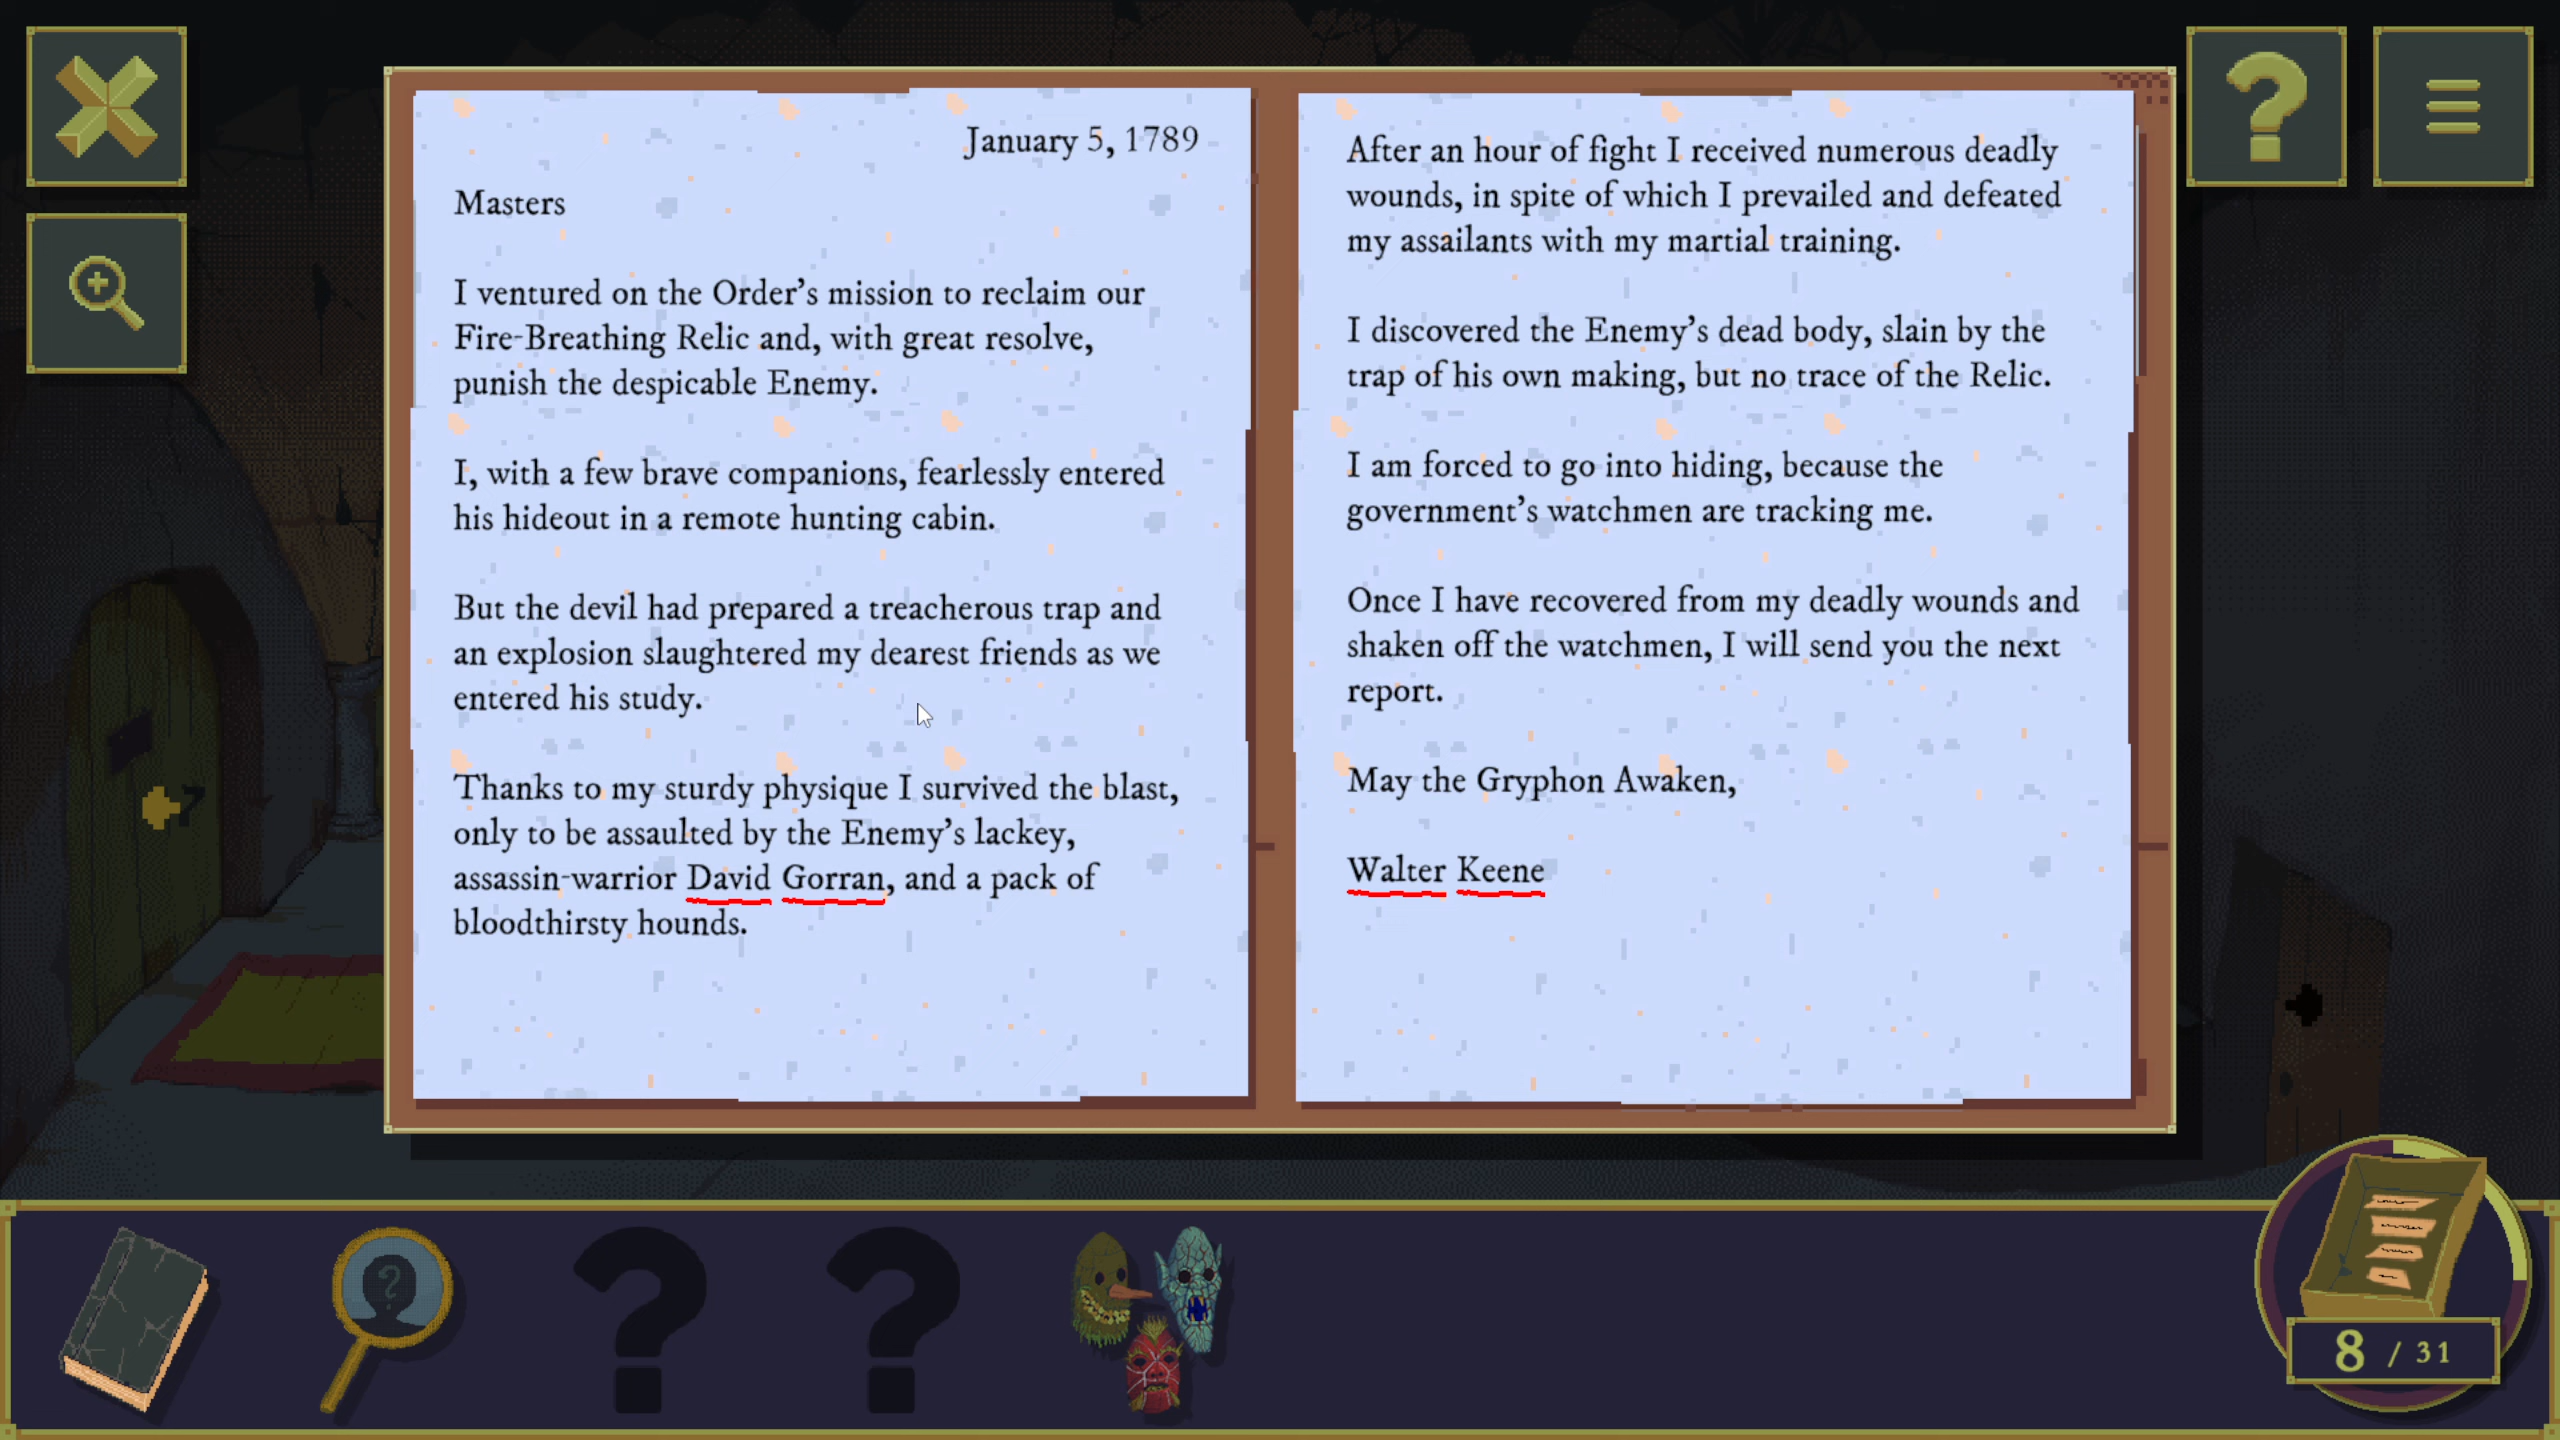 January 5, 1789
Masters
I ventured on the Order's mission to reclaim our
Fire-Breathing Relic and, with great resolve,
punish the despicable Enemy.
I, with a few brave companions, fearlessly entered
his hideout in a remote hunting cabin.
But the devil had prepared a treacherous trap and
an explosion slaughtered my dearest friends as we
entered his study.
Thanks to my sturdy physique I survived the blast,
only to be assaulted by the Enemy's lackey,
assassin-warrior David Gorran, and a pack of
bloodthirsty hounds.
After an hour of fight I received numerous deadly
wounds, in spite of which I prevailed and defeated
my assailants with my martial training.
I discovered the Enemy's dead body, slain by the
trap of his own making, but no trace of the Relic.
I am forced to go into hiding, because the
government's watchmen are tracking me.
Once I have recovered from my deadly wounds and
shaken off the watchmen, I will send you the next
report.
May the Gryphon Awaken,
Walter Keene
?
?
?
?
?
8 / 31